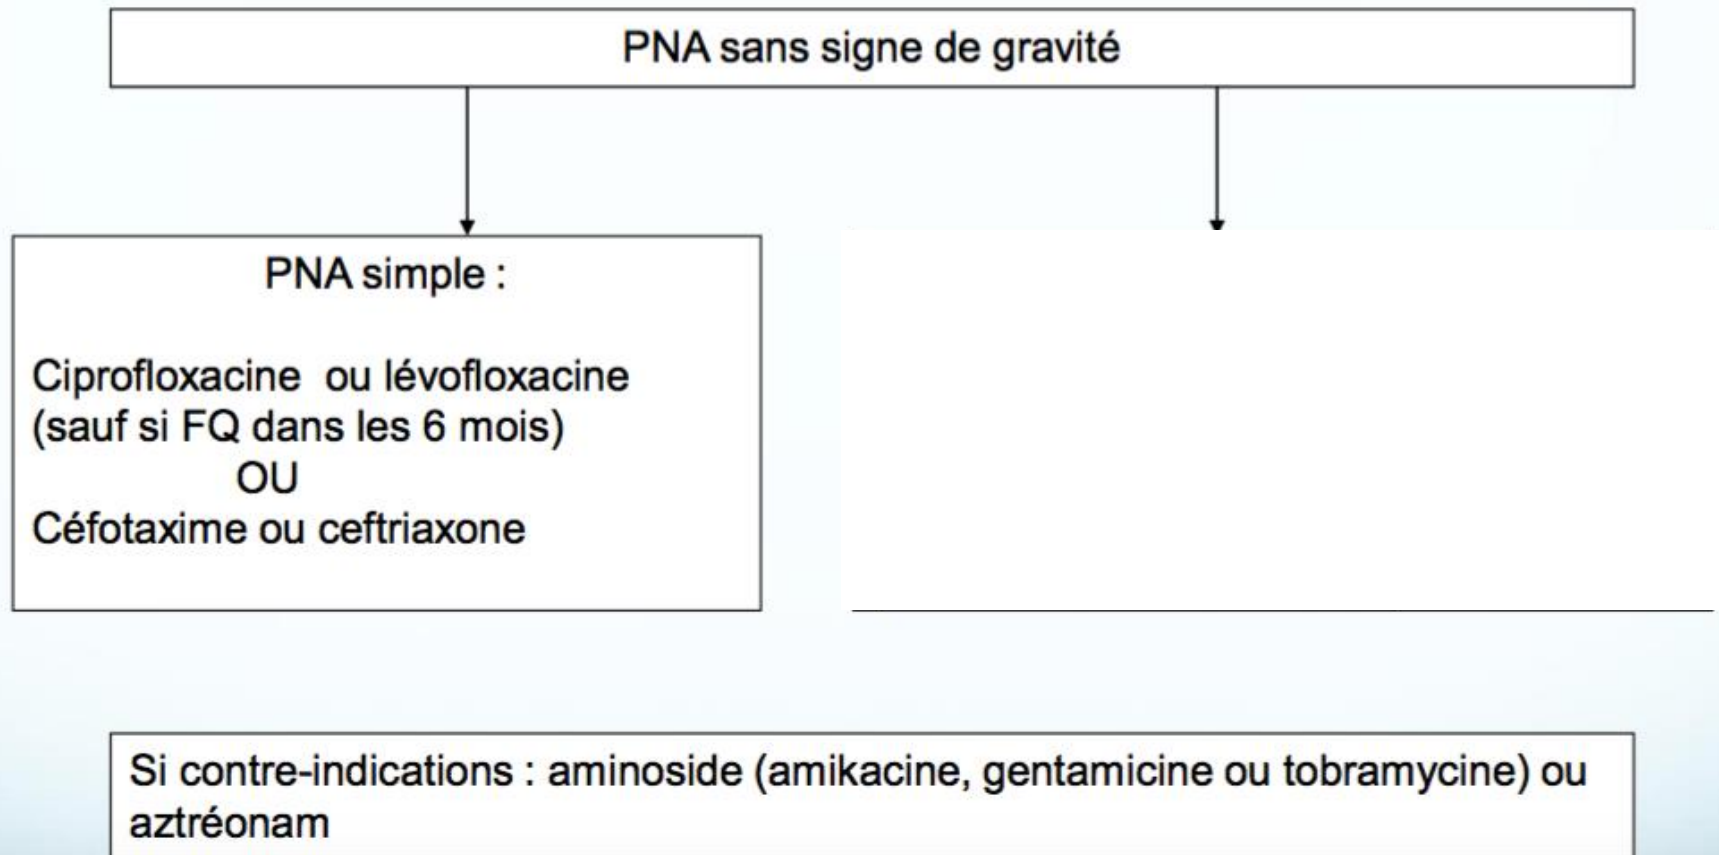 PNA sans signe de gravité
PNA simple :
Ciprofloxacine ou lévofloxacine
(sauf si FQ dans les 6 mois)
OU
Céfotaxime ou ceftriaxone
Si contre-indications : aminoside (amikacine, gentamicine ou tobramycine) ou
aztréonam